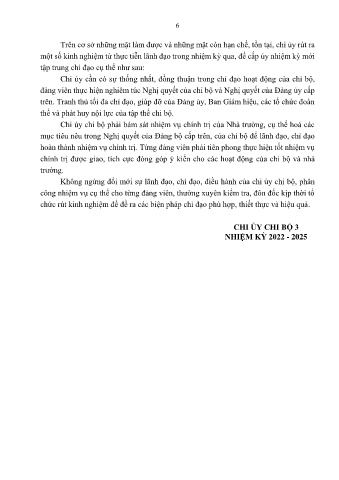 6
Trên cơ sở những mặt làm được và những mặt còn hạn chế, tồn tại, chi ủy rút ra
một số kinh nghiệm từ thực tiễn lãnh đạo trong nhiệm kỳ qua, để cấp ủy nhiệm kỳ mới
tập trung chỉ đạo cụ thể như sau:
Chi ủy cần có sự thống nhất, đồng thuận trong chỉ đạo hoạt động của chi bộ,
đảng viên thực hiện nghiêm túc Nghị quyết của chi bộ và Nghị quyết của Đảng ủy cấp
trên. Tranh thủ tối đa chỉ đạo, giúp đỡ của Đảng ủy, Ban Giám hiệu, các tổ chức đoàn
thể và phát huy nội lực của tập thể chi bộ.
Chi ủy chi bộ phải bám sát nhiệm vụ chính trị của Nhà trường, cụ thể hoá các
mục tiêu nêu trong Nghị quyết của Đảng bộ cấp trên, của chi bộ để lãnh đạo, chỉ đạo
hoàn thành nhiệm vụ chính trị. Từng đảng viên phải tiên phong thực hiện tốt nhiệm vụ
chính trị được giao, tích cực đóng góp ý kiến cho các hoạt động của chi bộ và nhà
trường.
Không ngừng đổi mới sự lãnh đạo, chỉ đạo, điều hành của chi ủy chi bộ, phân
công nhiệm vụ cụ thể cho từng đảng viên, thường xuyên kiểm tra, đôn đốc kịp thời tổ
chức rút kinh nghiệm để đề ra các biện pháp chỉ đạo phù hợp, thiết thực và hiệu quả.
CHI ỦY CHI BỘ 3
NHIỆM KỲ 2022 - 2025